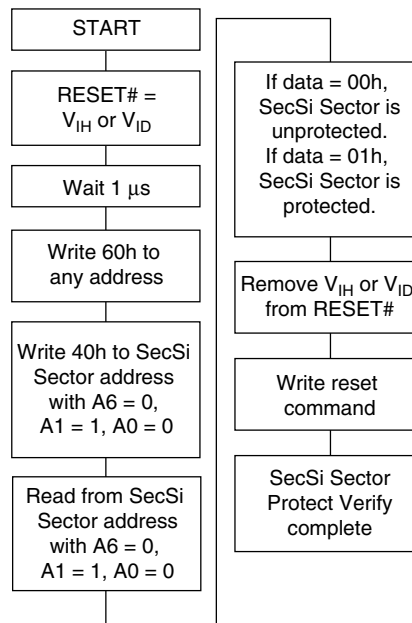 START
RESET# =
V_IH or V_ID
Wait 1 μs
Write 60h to
any address
Write 40h to SecSi
Sector address
with A6 = 0,
A1 = 1, A0 = 0
Read from SecSi
Sector address
with A6 = 0,
A1 = 1, A0 = 0
If data = 00h,
SecSi Sector is
unprotected.
If data = 01h,
SecSi Sector is
protected.
Remove V_IH or V_ID
from RESET#
Write reset
command
SecSi Sector
Protect Verify
complete